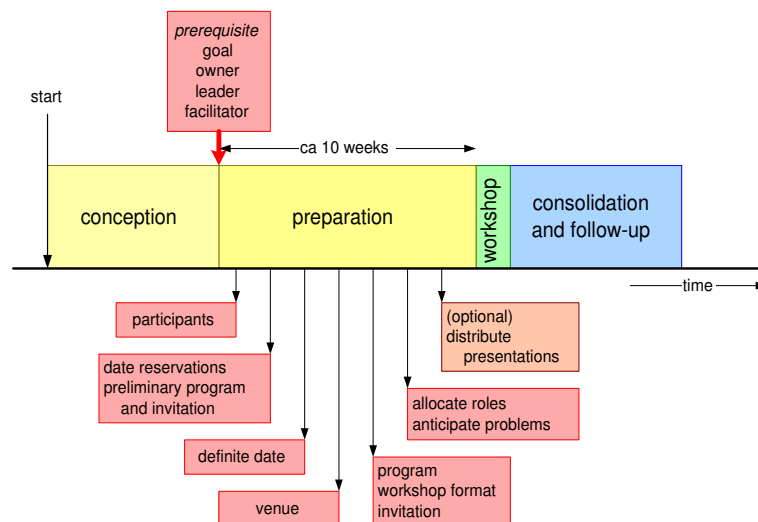 prerequisite
goal
owner
leader
facilitator
start
ca 10 weeks
conception
preparation
workshop
consolidation
and follow-up
time
participants
(optional)
distribute
presentations
date reservations
preliminary program
and invitation
allocate roles
anticipate problems
definite date
program
workshop format
invitation
venue